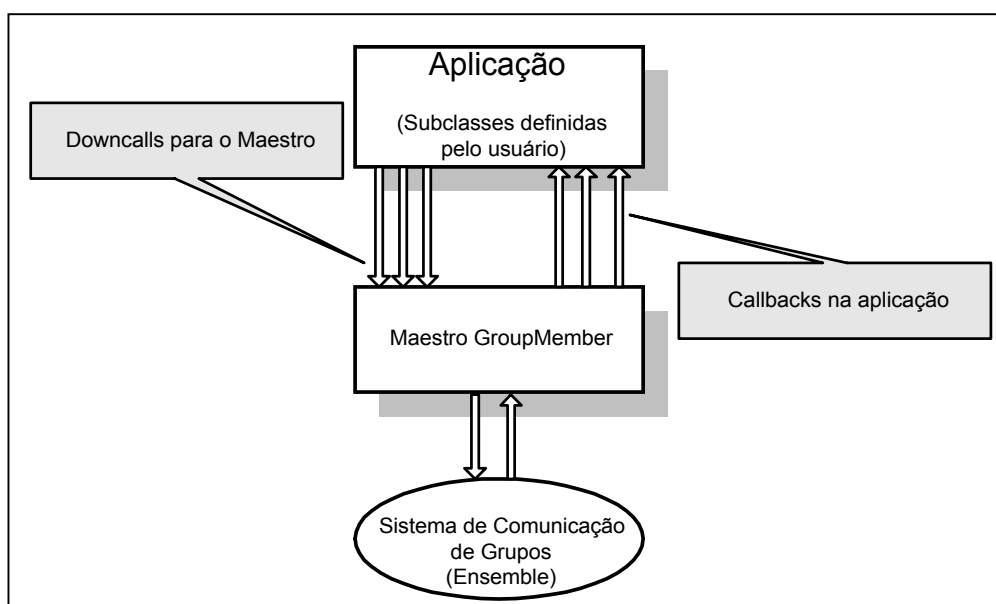 Aplicação
(Subclasses definidas
pelo usuário)
Downcalls para o Maestro
Callbacks na aplicação
Maestro GroupMember
Sistema de Comunicação
de Grupos
(Ensemble)